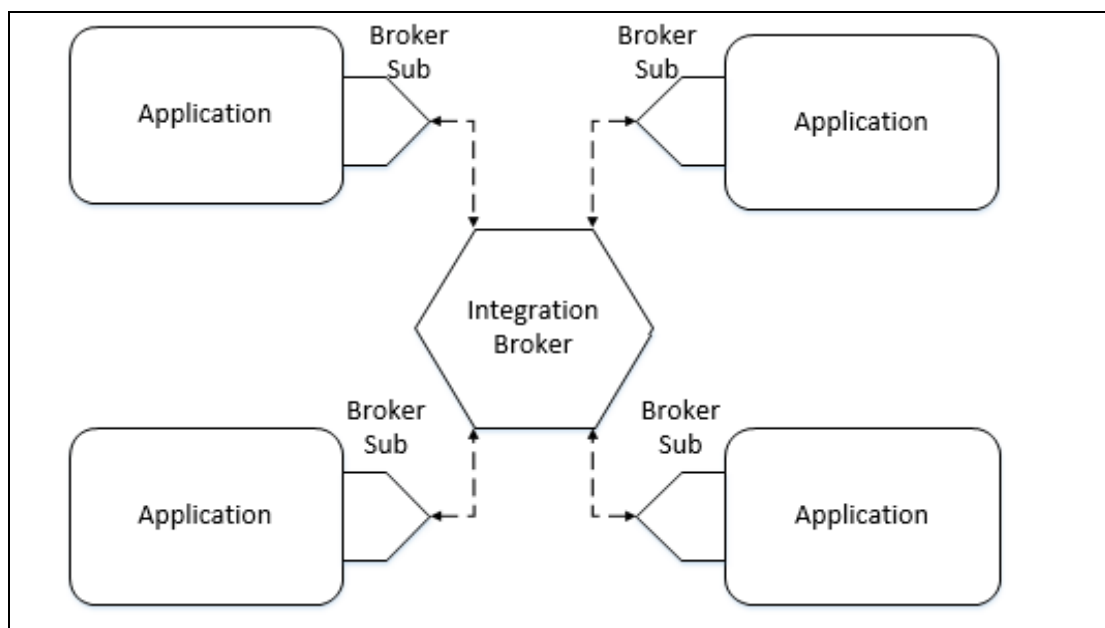 Broker
Sub
Broker
Sub
Application
Application
Integration
Broker
Broker
Sub
Broker
Sub
Application
Application